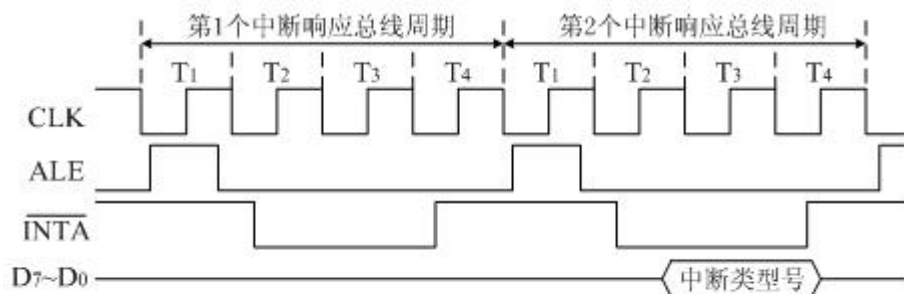 第1个中断响应总线周期 第2个中断响应总线周期
T1 T2 T3 T4 T1 T2 T3 T4
CLK
ALE
INTA
D7~D0 中断类型号